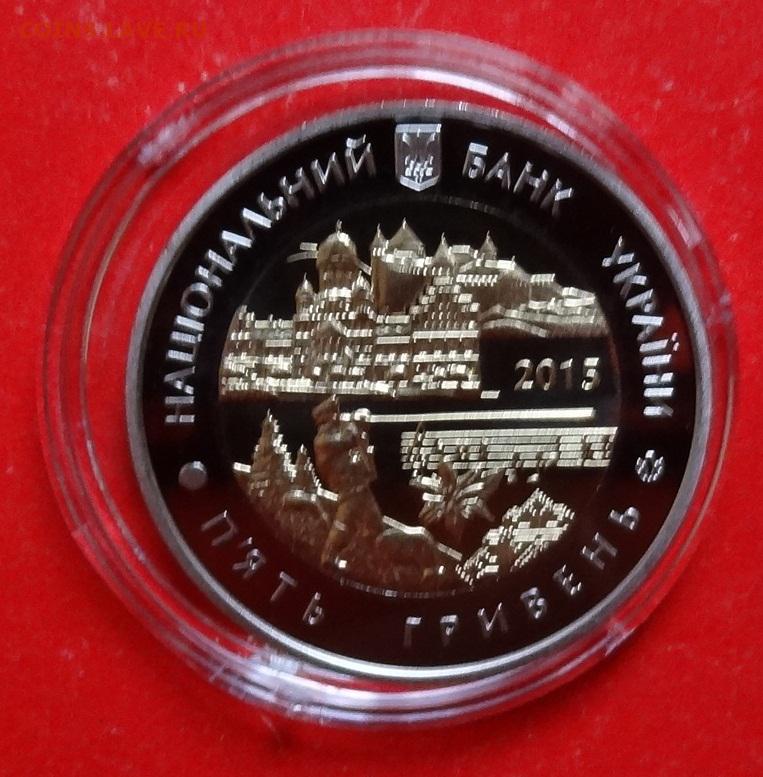 COINS.LAVE.RU
НАЦІОНАЛЬНИЙ БАНК УКРАЇНИ
2015
П'ЯТЬ ГРИВЕНЬ